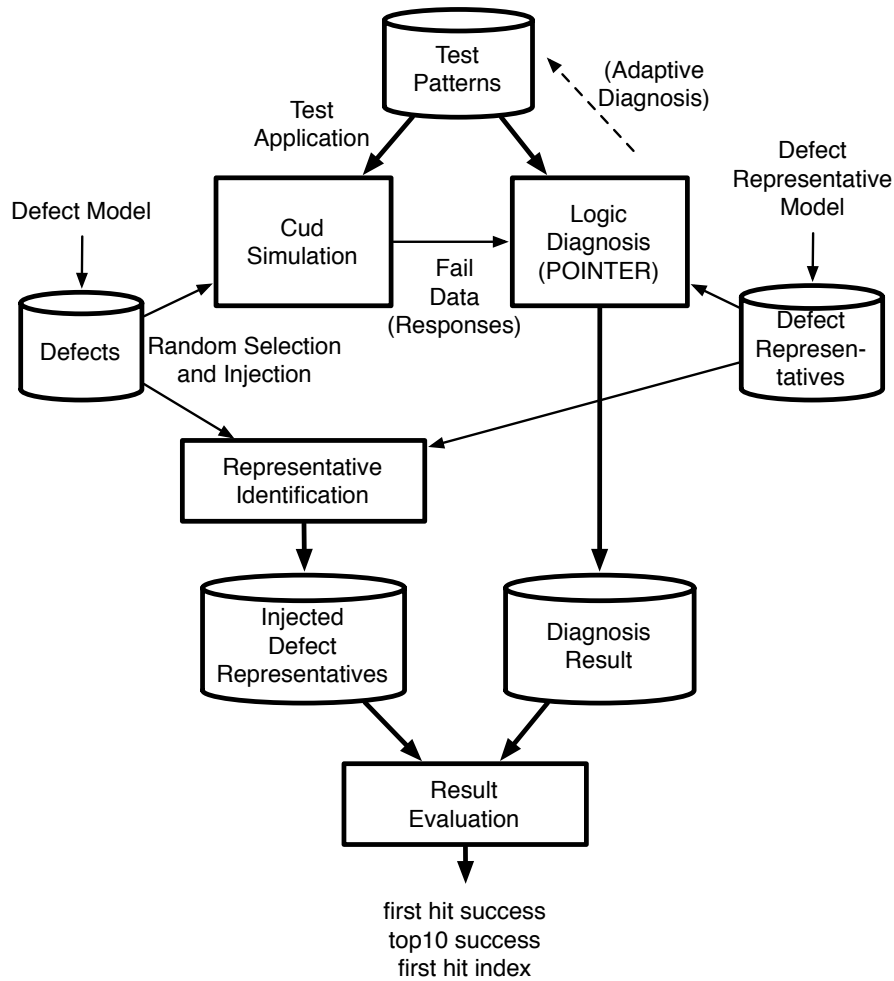 Test
Patterns
(Adaptive
Diagnosis)
Test
Application
Defect
Representative
Model
Defect Model
Cud
Simulation
Logic
Diagnosis
(POINTER)
Fail
Data
(Responses)
Defects
Random Selection
and Injection
Defect
Represen-
tatives
Representative
Identification
Injected
Defect
Representatives
Diagnosis
Result
Result
Evaluation
first hit success
top10 success
first hit index